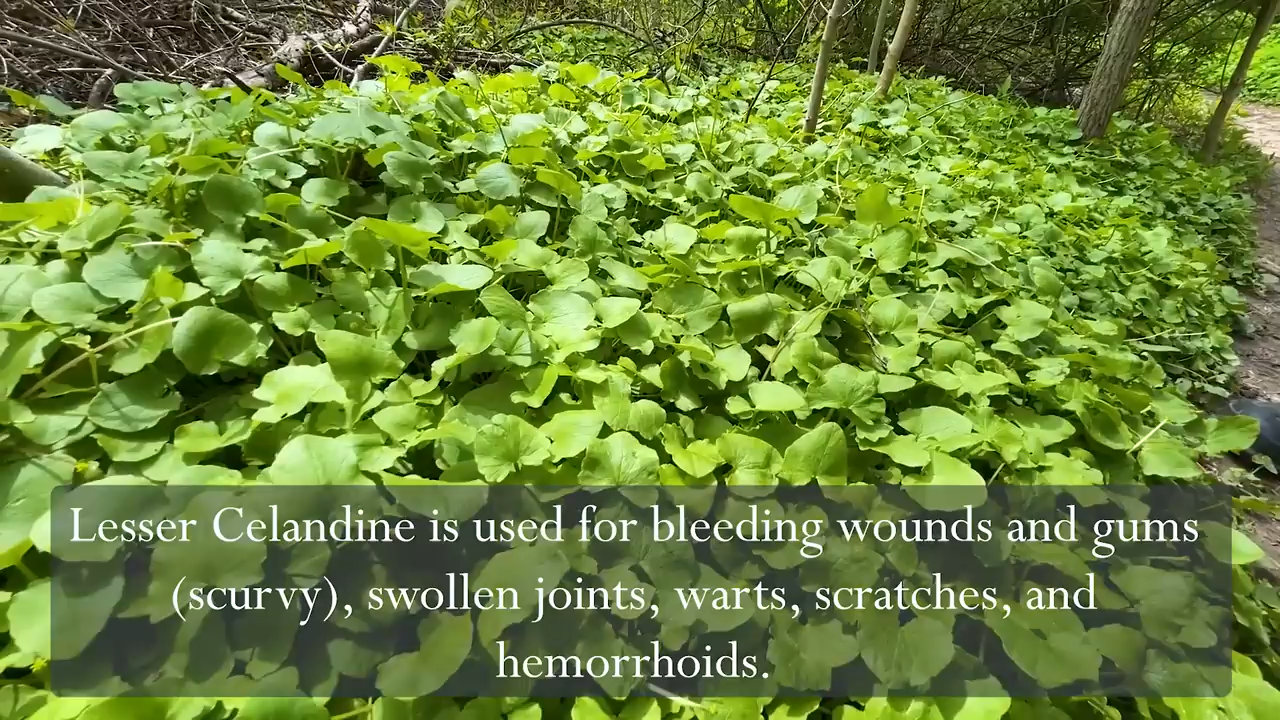 Lesser Celandine is used for bleeding wounds and gums
(scurvy), swollen joints, warts, scratches, and
hemorrhoids.